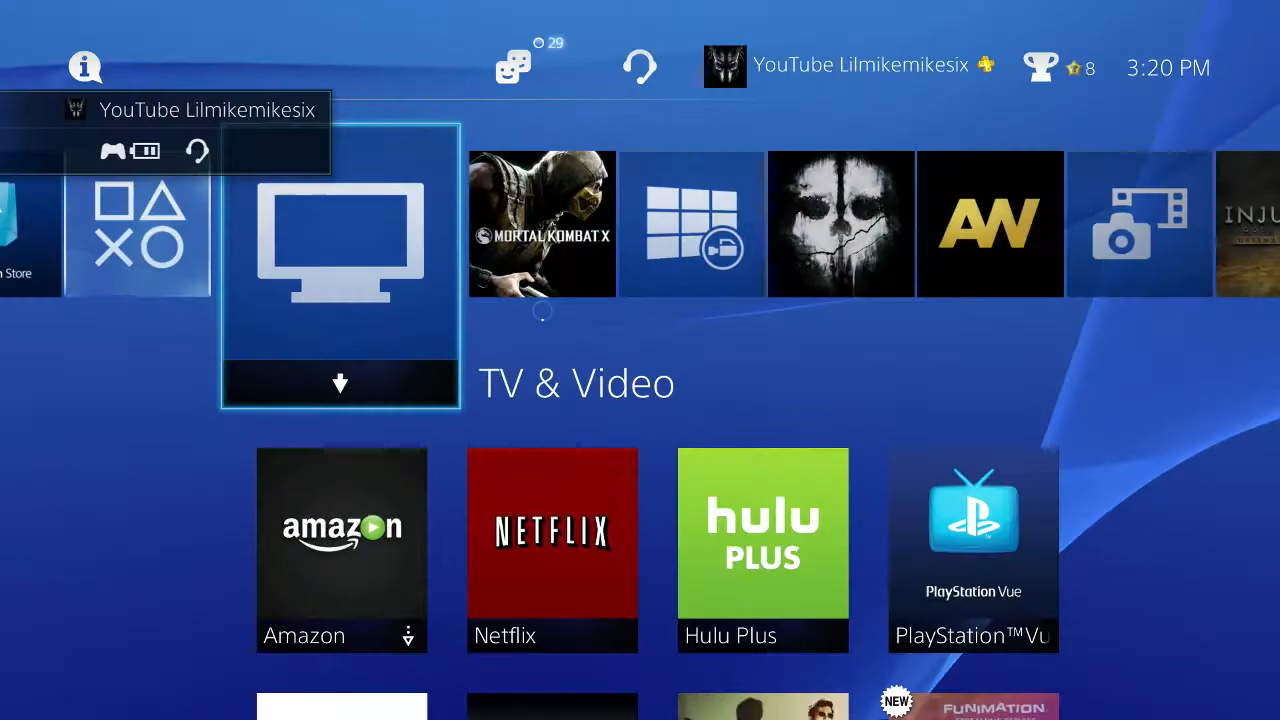 29
YouTube Lilmikemikesix
8
3:20 PM
YouTube Lilmikemikesix
Store
MORTAL KOMBAT X
AW
INJU
TV & Video
amazon
NETFLIX
hulu
PLUS
PlayStation Vue
Amazon
Netflix
Hulu Plus
PlayStation™Vu
NEW
FUNIMATION